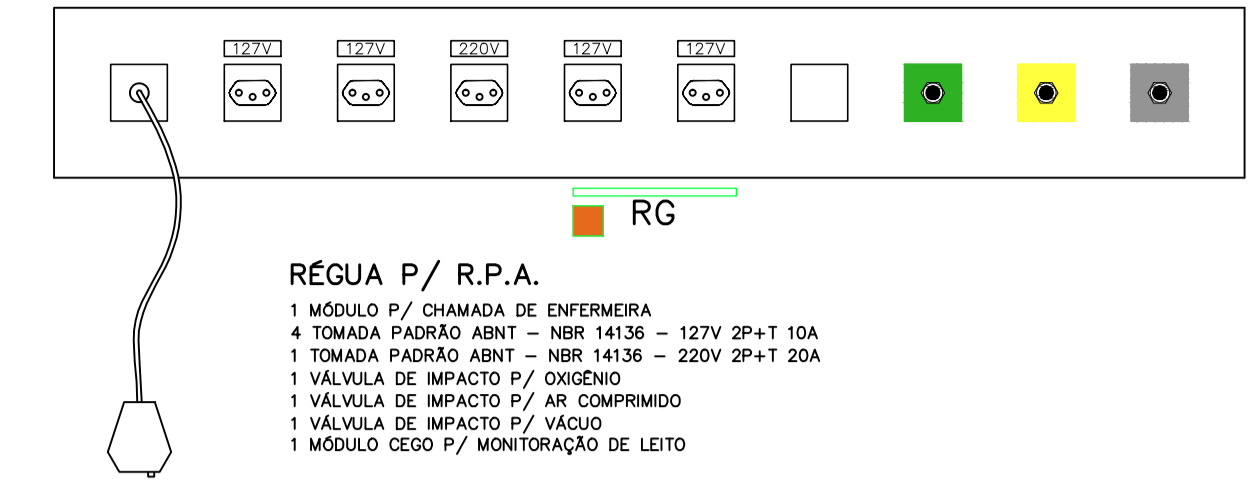 127V 127V 220V 127V 127V
RG
RÉGUA P/ R.P.A.
1 MÓDULO P/ CHAMADA DE ENFERMEIRA
4 TOMADA PADRÃO ABNT – NBR 14136 – 127V 2P+T 10A
1 TOMADA PADRÃO ABNT – NBR 14136 – 220V 2P+T 20A
1 VÁLVULA DE IMPACTO P/ OXIGÊNIO
1 VÁLVULA DE IMPACTO P/ AR COMPRIMIDO
1 VÁLVULA DE IMPACTO P/ VÁCUO
1 MÓDULO CEGO P/ MONITORAÇÃO DE LEITO